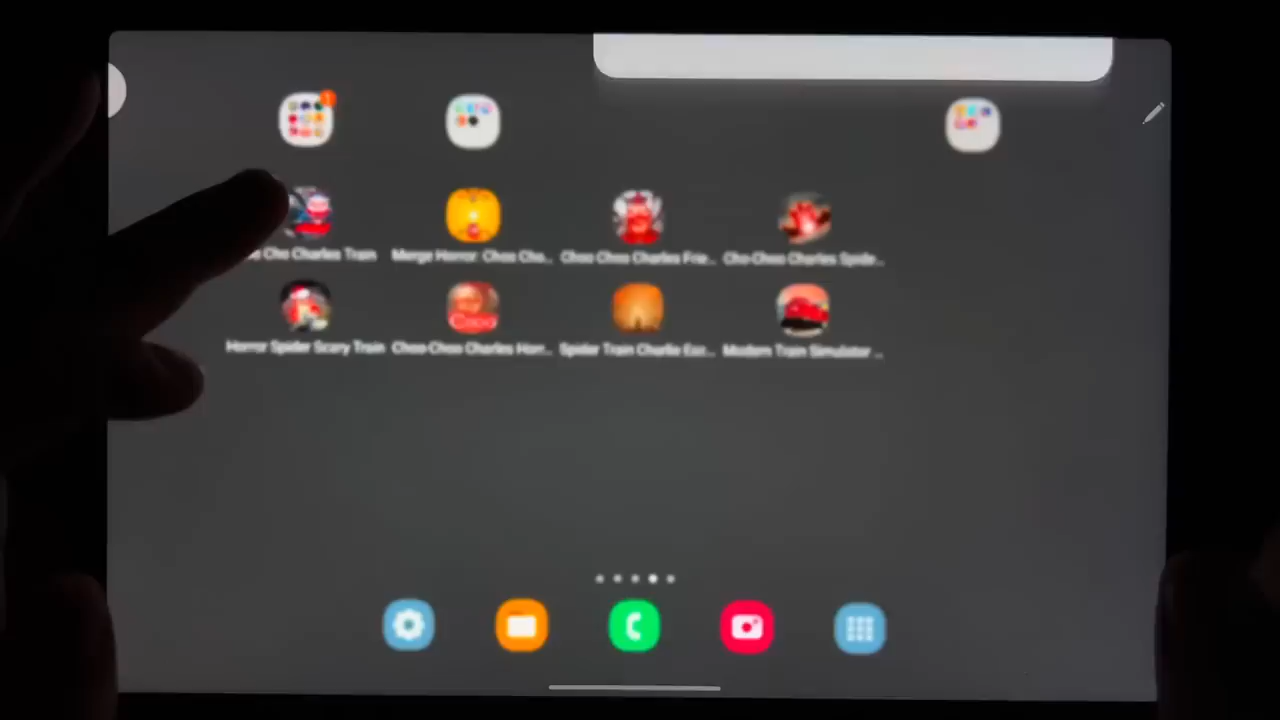 Cho Charles Train
Merge Horror: Choo Cho...
Choo Choo Charles Frie...
Cho-Choo Charles Spide...
Horror Spider Scary Train
Choo Choo Charles Horr...
Spider Train Charlie Esc...
Modern Train Simulator ...